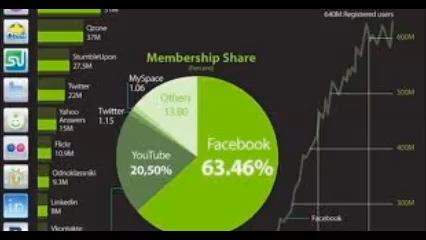 51M
640M.Registered users
Qzone
37M
600M
StumbleUpon
27,5M
Membership Share
(Percent)
MySpace
1.06
Twitter
22M
500M
Others
13.80
Twitter
1.15
Yahoo
Answers
15M
Facebook
63.46%
YouTube
20,50%
400M
Flickr
10,9M
Odnoklassniki
9.3M
300M
Linkedin
8M
Facebook
Vkontakte